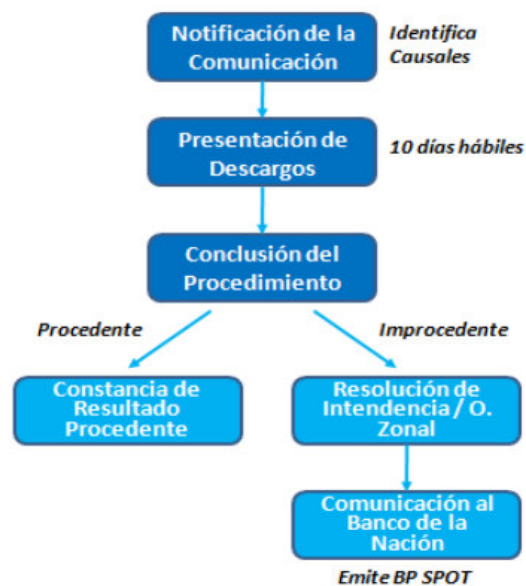 Notificación de la
Comunicación
Identifica
Causales
Presentación de
Descargos
10 días hábiles
Conclusión del
Procedimiento
Procedente
Improcedente
Constancia de
Resultado
Procedente
Resolución de
Intendencia / O.
Zonal
Comunicación al
Banco de la
Nación
Emite BP SPOT